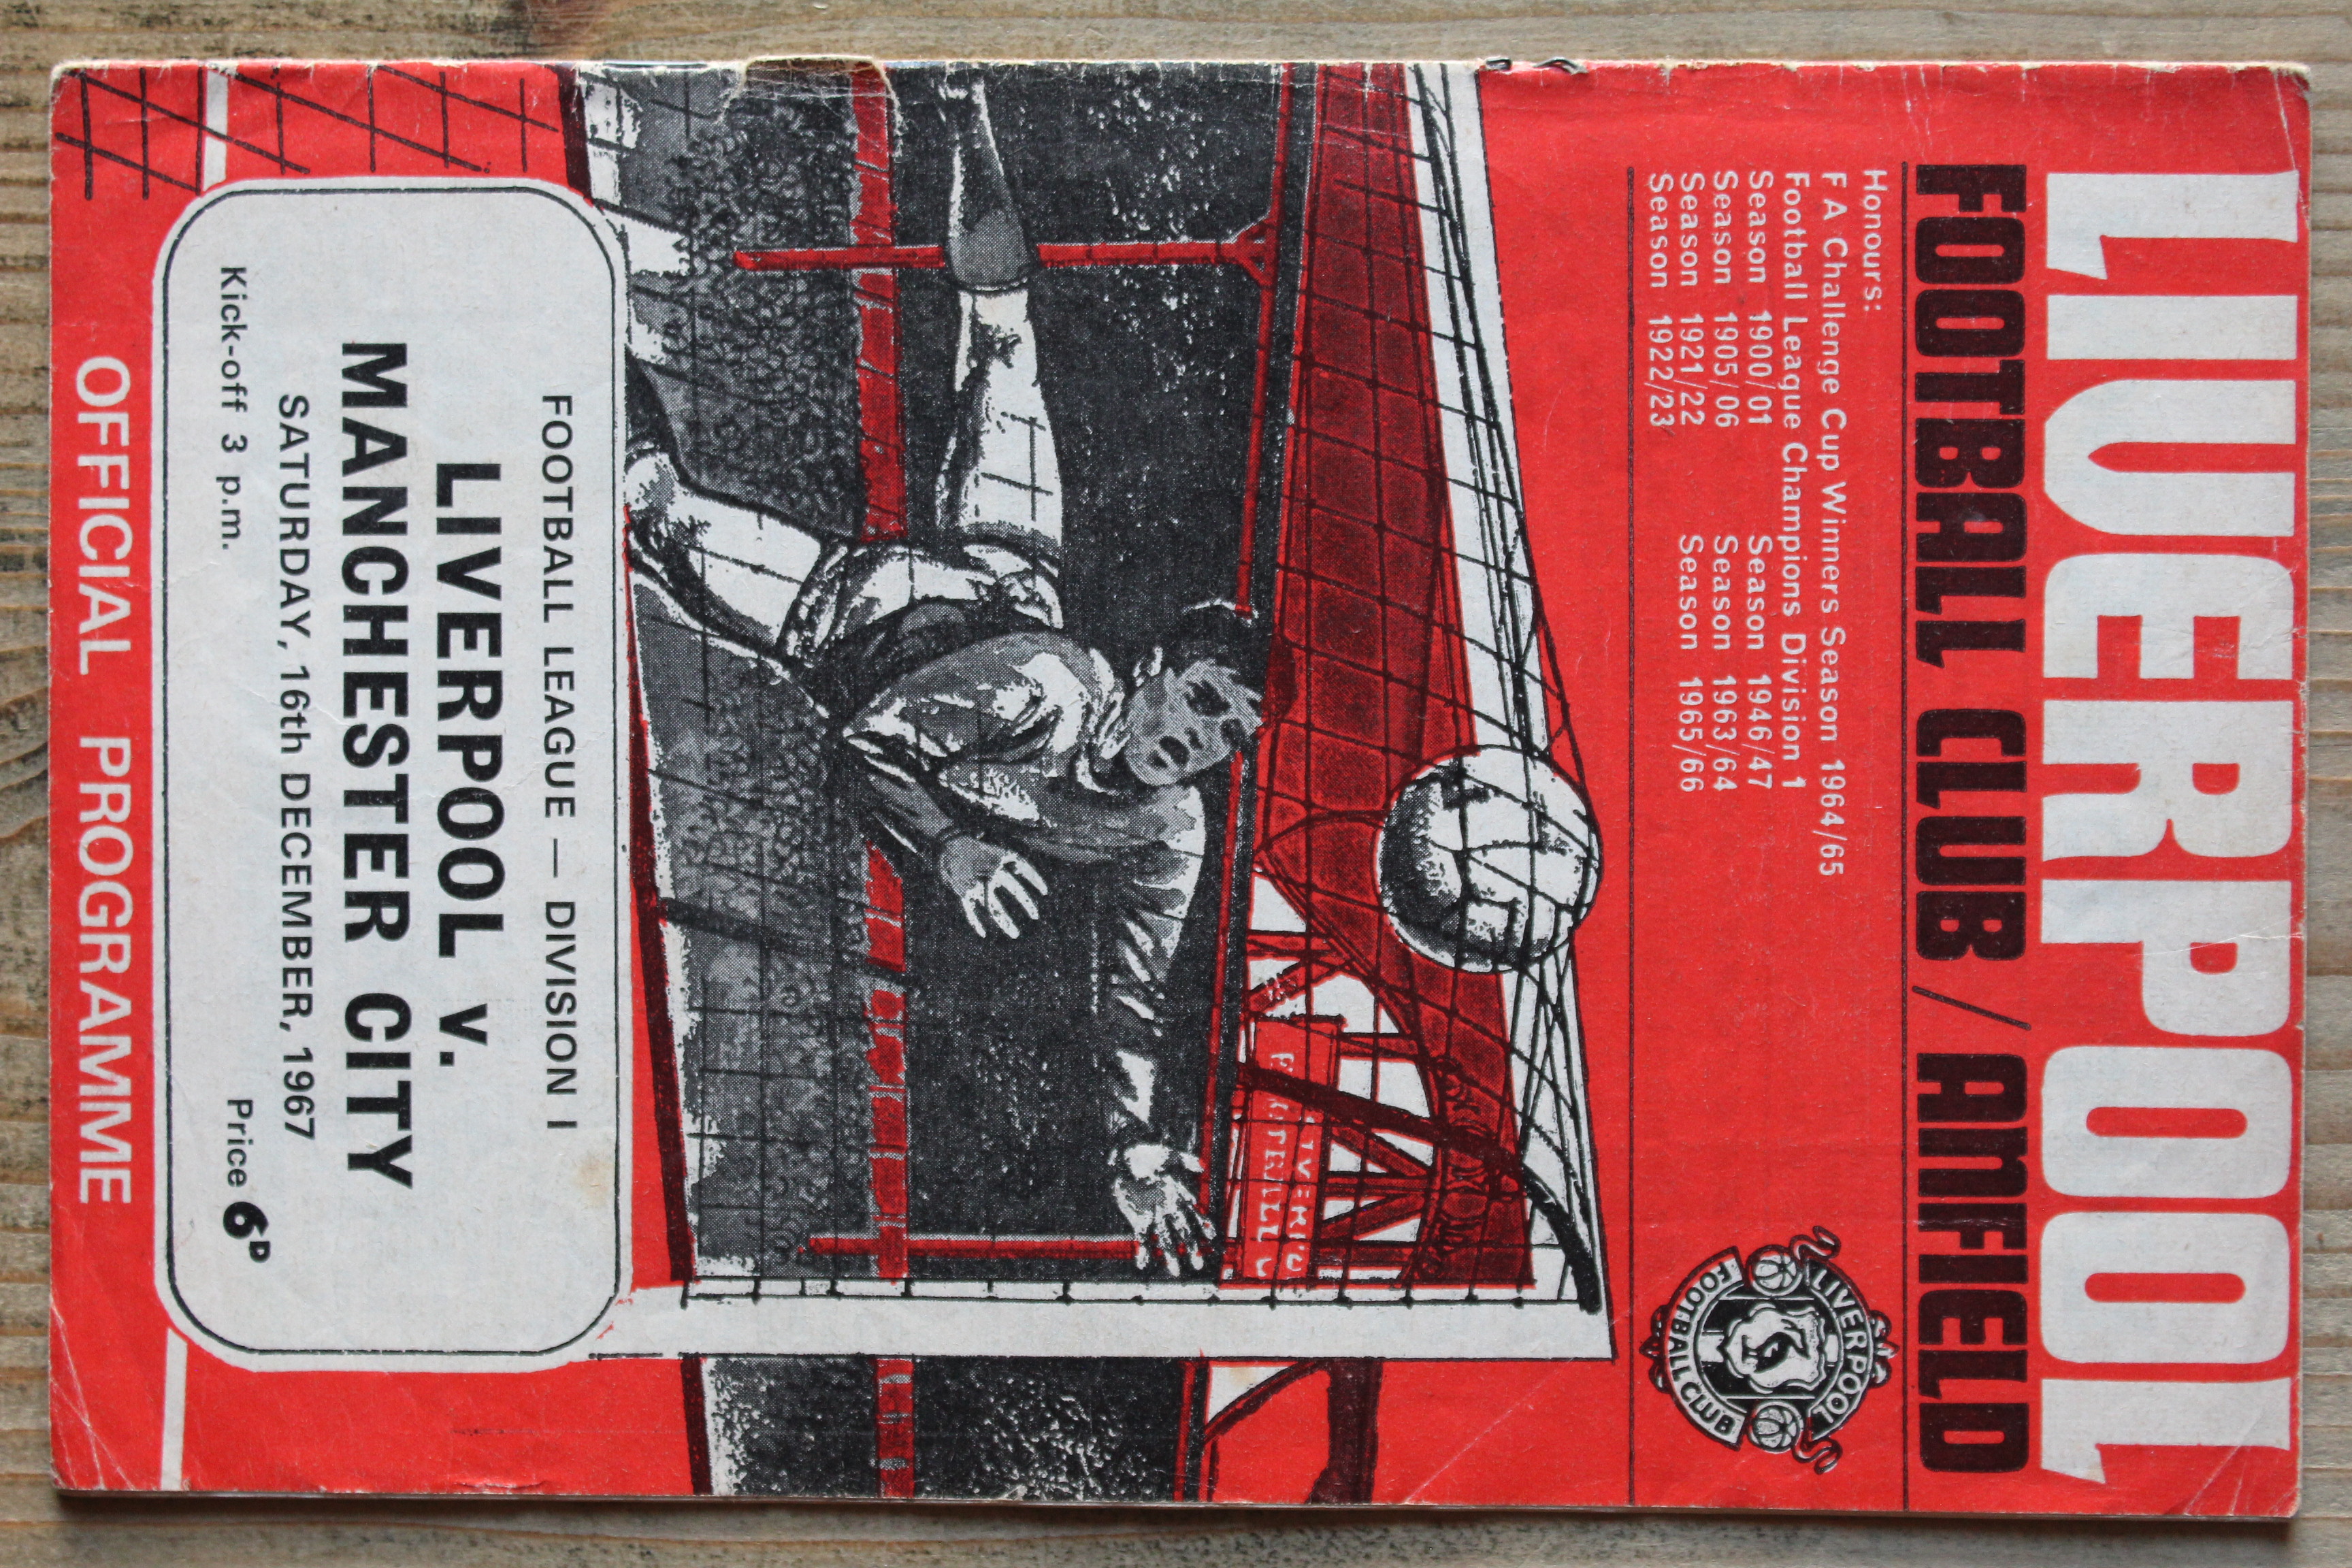 LIVERPOOL
FOOTBALL CLUB / ANFIELD
Honours:
F A Challenge Cup Winners Season 1964/65
Football League Champions Division 1
Season 1900/01 Season 1946/47
Season 1905/06 Season 1963/64
Season 1921/22 Season 1965/66
Season 1922/23
LIVERPOOL
FOOTBALL CLUB
FOOTBALL LEAGUE — DIVISION I
LIVERPOOL v.
MANCHESTER CITY
SATURDAY, 16th DECEMBER, 1967
Kick-off 3 p.m. Price 6D
OFFICIAL PROGRAMME